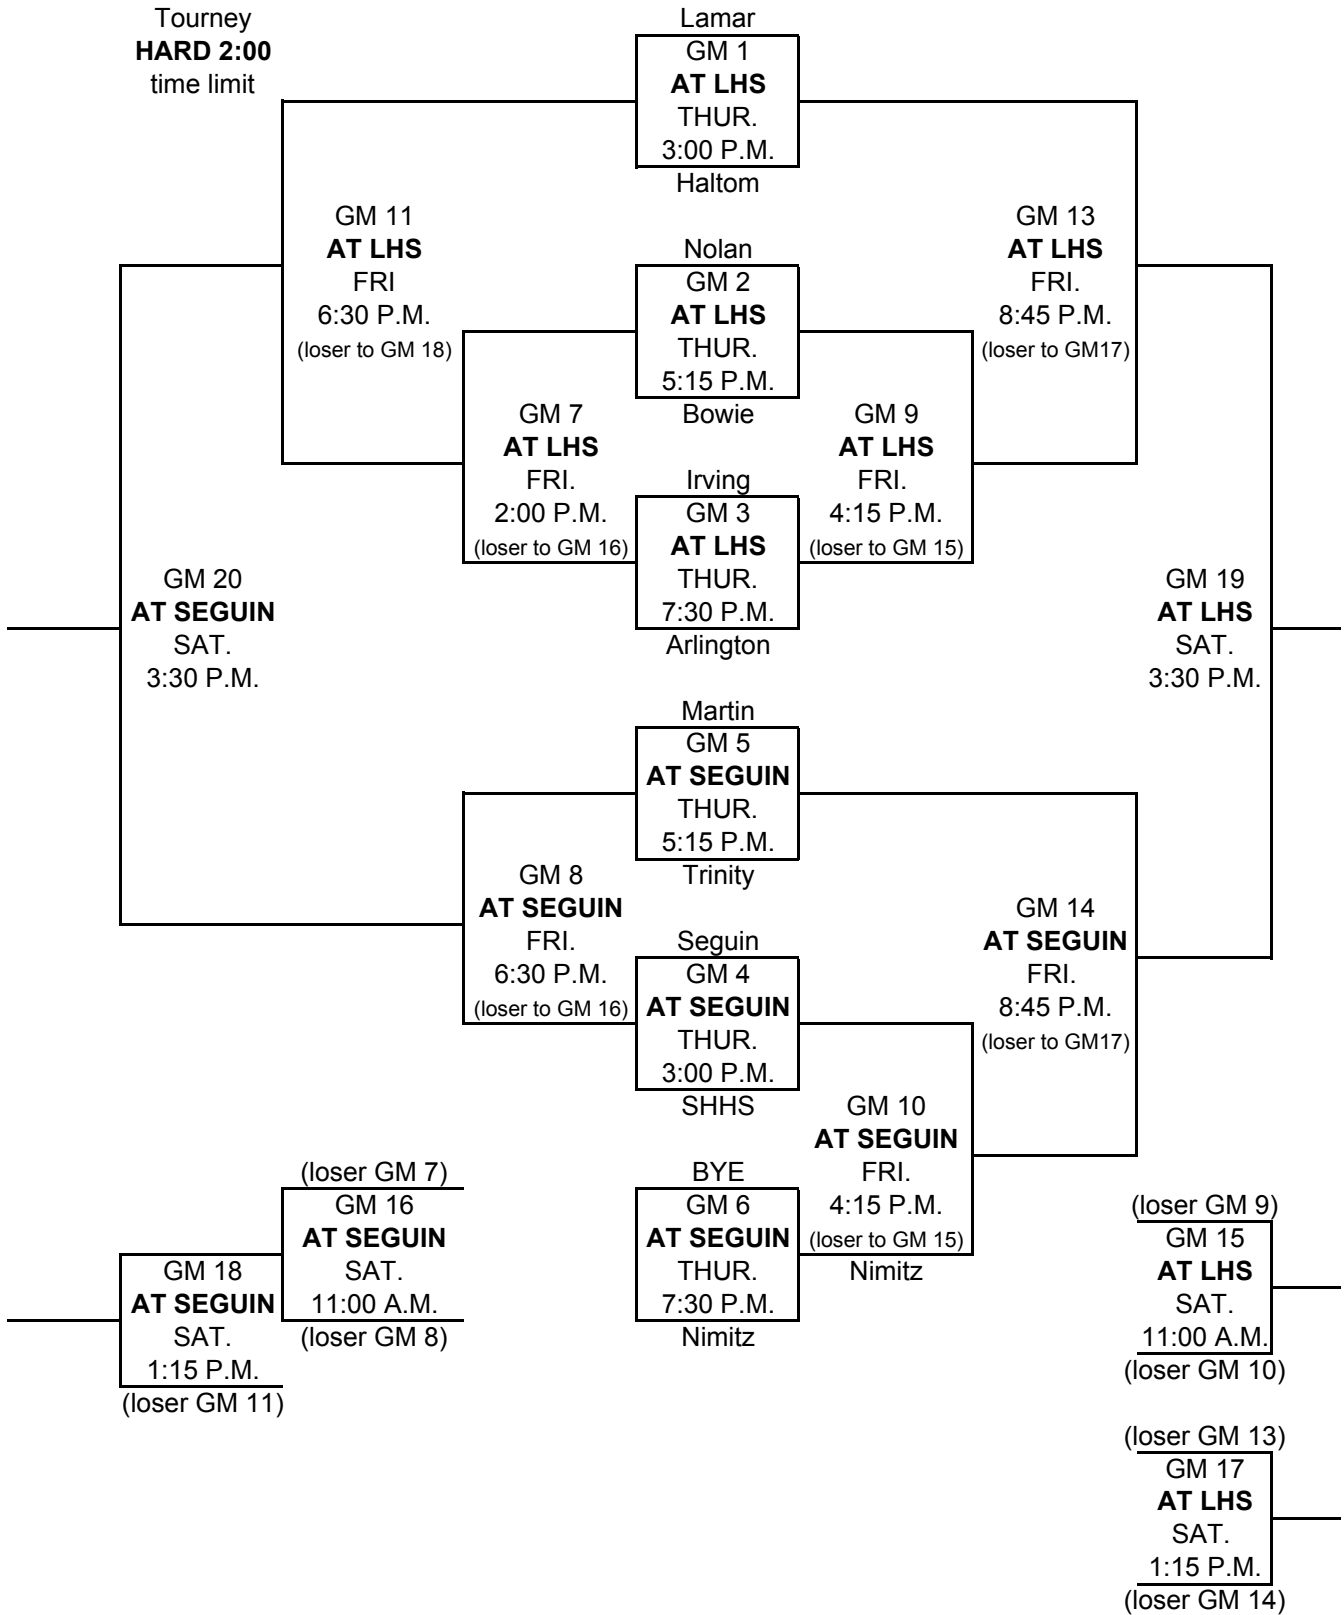 Tourney
HARD 2:00
time limit
Lamar
GM 1
AT LHS
THUR.
3:00 P.M.
Haltom
GM 11
AT LHS
FRI
6:30 P.M.
(loser to GM 18)
GM 13
AT LHS
FRI.
8:45 P.M.
(loser to GM17)
Nolan
GM 2
AT LHS
THUR.
5:15 P.M.
Bowie
GM 7
AT LHS
FRI.
2:00 P.M.
(loser to GM 16)
GM 9
AT LHS
FRI.
4:15 P.M.
(loser to GM 15)
Irving
GM 3
AT LHS
THUR.
7:30 P.M.
Arlington
GM 20
AT SEGUIN
SAT.
3:30 P.M.
GM 19
AT LHS
SAT.
3:30 P.M.
Martin
GM 5
AT SEGUIN
THUR.
5:15 P.M.
Trinity
GM 8
AT SEGUIN
FRI.
6:30 P.M.
(loser to GM 16)
GM 14
AT SEGUIN
FRI.
8:45 P.M.
(loser to GM17)
Seguin
GM 4
AT SEGUIN
THUR.
3:00 P.M.
SHHS
GM 10
AT SEGUIN
FRI.
4:15 P.M.
(loser to GM 15)
Nimitz
BYE
GM 6
AT SEGUIN
THUR.
7:30 P.M.
Nimitz
(loser GM 7)
GM 16
AT SEGUIN
SAT.
11:00 A.M.
(loser GM 8)
GM 18
AT SEGUIN
SAT.
1:15 P.M.
(loser GM 11)
(loser GM 9)
GM 15
AT LHS
SAT.
11:00 A.M.
(loser GM 10)
(loser GM 13)
GM 17
AT LHS
SAT.
1:15 P.M.
(loser GM 14)